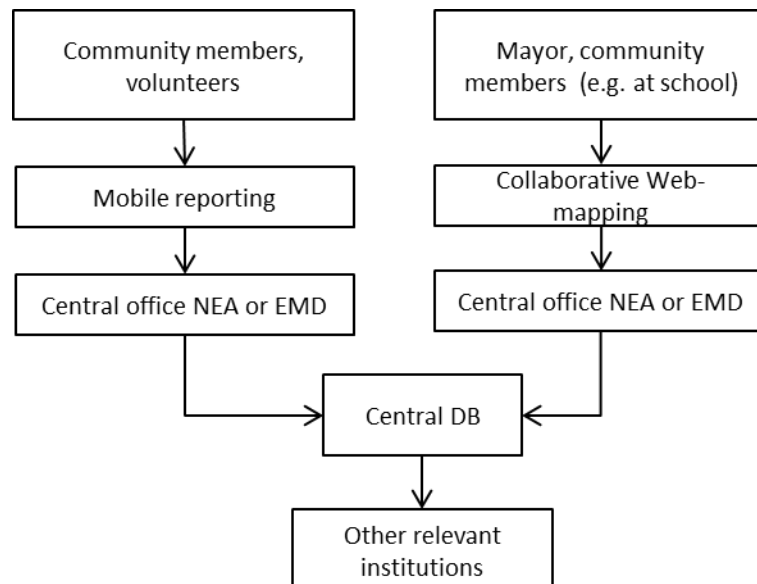 Community members,
volunteers
Mayor, community
members (e.g. at school)
Mobile reporting
Collaborative Web-
mapping
Central office NEA or EMD
Central office NEA or EMD
Central DB
Other relevant
institutions